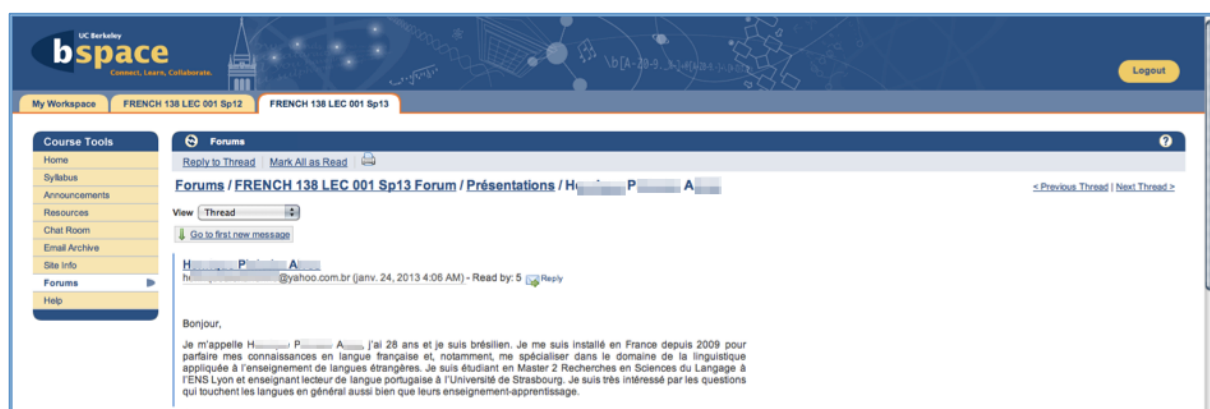 UC Berkeley
bspace
Connect, Learn, Collaborate.
Logout
My Workspace
FRENCH 138 LEC 001 Sp12
FRENCH 138 LEC 001 Sp13
Course Tools
Home
Syllabus
Announcements
Resources
Chat Room
Email Archive
Site Info
Forums
Help
Forums
?
Reply to Thread | Mark All as Read
Forums / FRENCH 138 LEC 001 Sp13 Forum / Présentations / H P A
< Previous Thread | Next Thread >
View Thread
Go to first new message
H P A
@yahoo.com.br (janv. 24, 2013 4:06 AM) - Read by: 5 Reply
Bonjour,
Je m'appelle H P A, j'ai 28 ans et je suis brésilien. Je me suis installé en France depuis 2009 pour
parfaire mes connaissances en langue française et, notamment, me spécialiser dans le domaine de la linguistique
appliquée à l'enseignement de langues étrangères. Je suis étudiant en Master 2 Recherches en Sciences du Langage à
l'ENS Lyon et enseignant lecteur de langue portugaise à l'Université de Strasbourg. Je suis très intéressé par les questions
qui touchent les langues en général aussi bien que leurs enseignement-apprentissage.